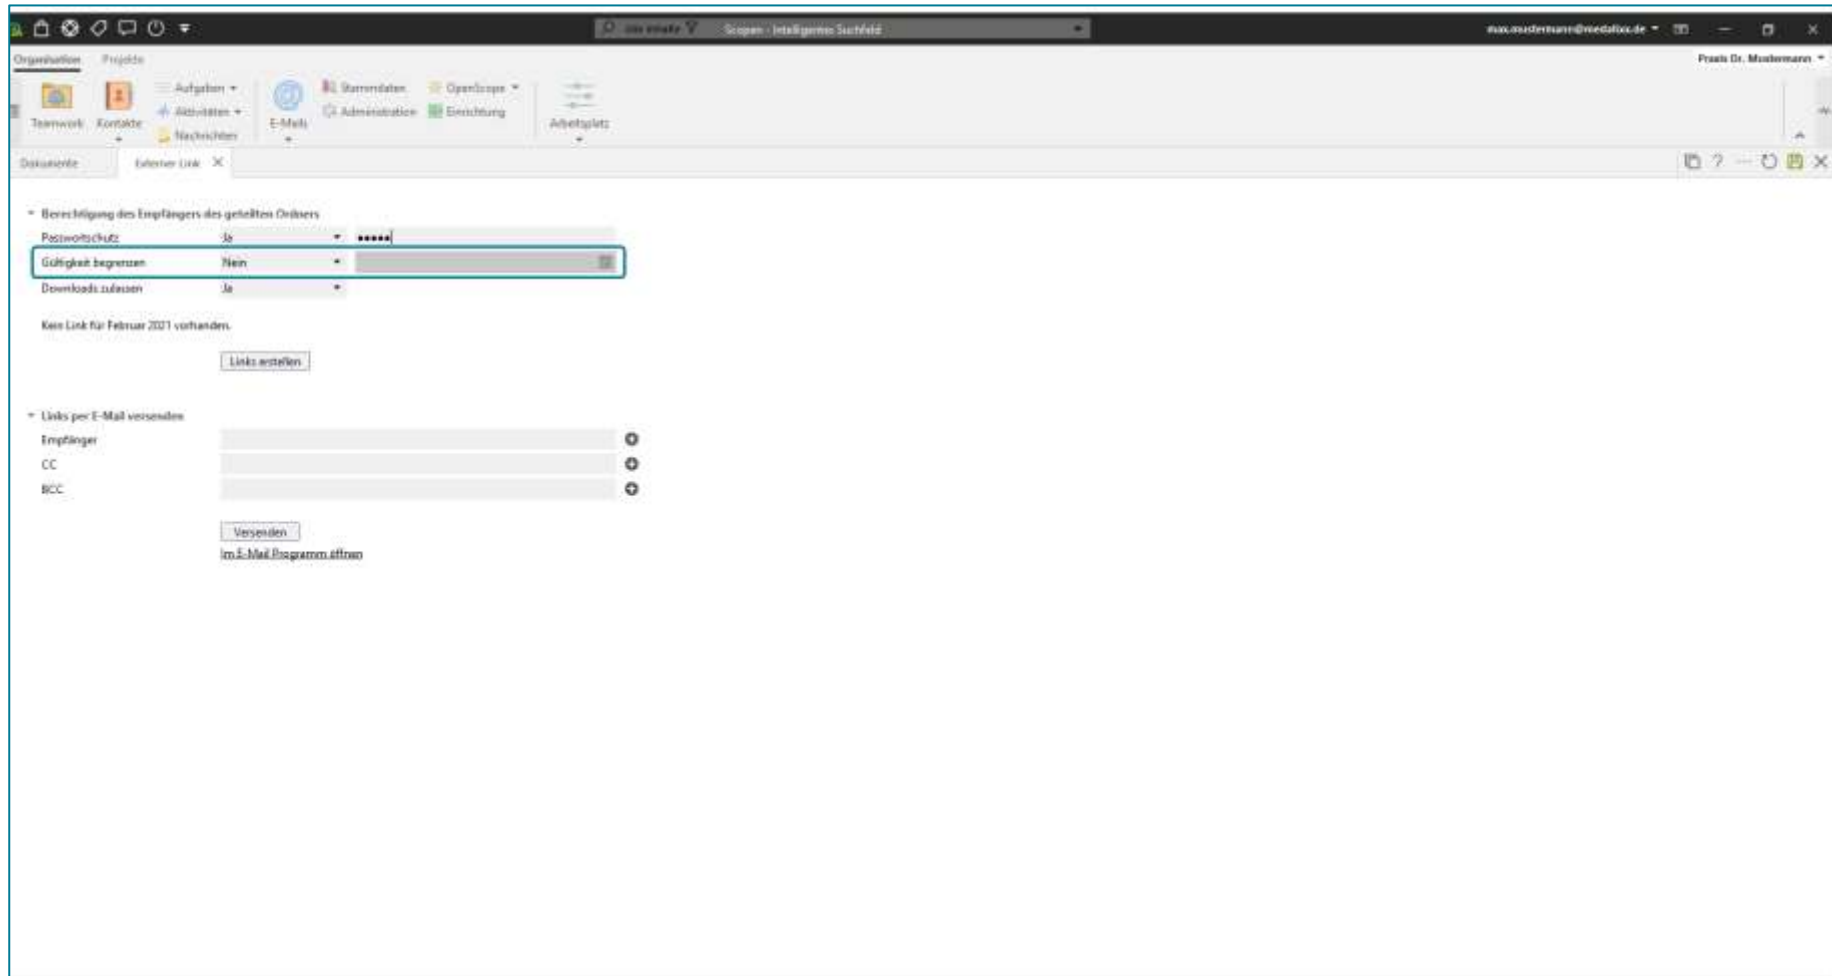 Scopen - Intelligentes Suchfeld
max.mustermann@medatixx.de
Organisation Projekte
Praxis Dr. Mustermann
Teamwork
Kontakte
Aufgaben
Aktivitäten
Nachrichten
E-Mails
Stammdaten
Administration
OpenScope
Einrichtung
Arbeitsplatz
Dokumente Externer Link
Berechtigung des Empfängers des geteilten Ordners
Passwortschutz Ja •••••
Gültigkeit begrenzen Nein
Downloads zulassen Ja
Kein Link für Februar 2021 vorhanden.
Links erstellen
Links per E-Mail versenden
Empfänger
CC
BCC
Versenden
Im E-Mail Programm öffnen